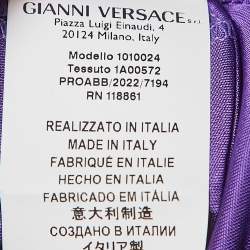 GIANNI VERSACE s.r.l.
Piazza Luigi Einaudi, 4
20124 Milano, Italy
Modello 1010024
Tessuto 1A00572
PROABB/2022/7194
RN 118861
REALIZZATO IN ITALIA
MADE IN ITALY
FABRIQUÉ EN ITALIE
HECHO EN ITALIA
FABRICADO EM ITÁLIA
意大利制造
СОЗДАНО В ИТАЛИИ
イタリア製